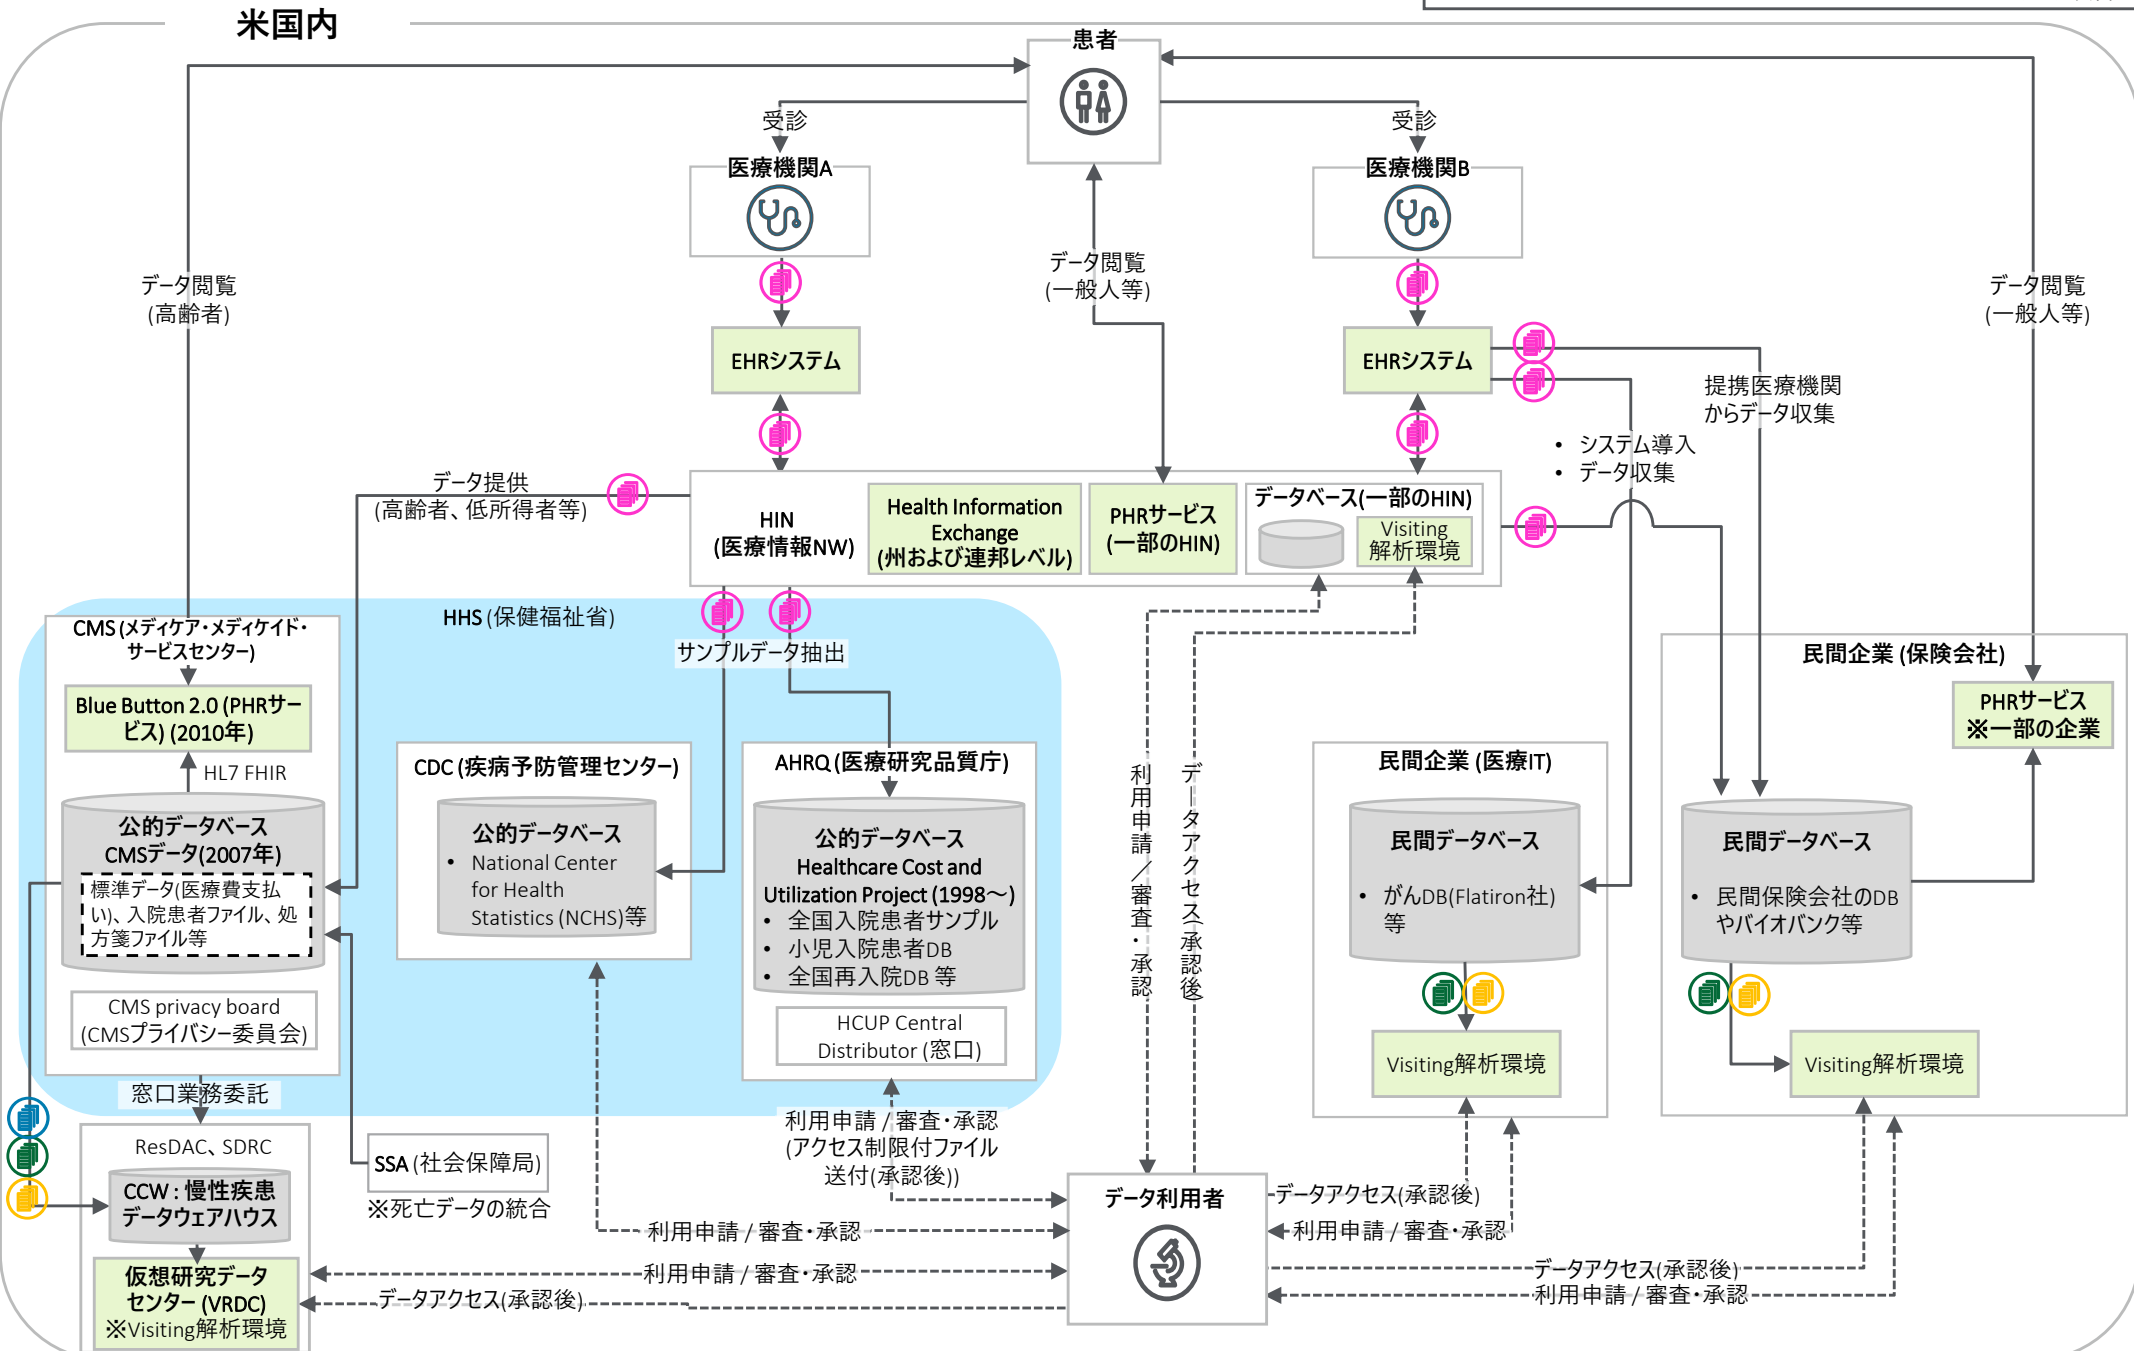 米国内
患者
受診
受診
医療機関A
医療機関B
データ閲覧
(高齢者)
データ閲覧
(一般人等)
データ閲覧
(一般人等)
EHRシステム
EHRシステム
提携医療機関
からデータ収集
• システム導入
• データ収集
データ提供
(高齢者、低所得者等)
HIN
(医療情報NW)
Health Information
Exchange
(州および連邦レベル)
PHRサービス
(一部のHIN)
データベース(一部のHIN)
Visiting
解析環境
HHS (保健福祉省)
サンプルデータ抽出
CMS (メディケア・メディケイド・
サービスセンター)
Blue Button 2.0 (PHRサー
ビス) (2010年)
HL7 FHIR
公的データベース
CMSデータ(2007年)
標準データ(医療費支払
い)、入院患者ファイル、処
方箋ファイル等
CMS privacy board
(CMSプライバシー委員会)
CDC (疾病予防管理センター)
公的データベース
• National Center
for Health
Statistics (NCHS)等
AHRQ (医療研究品質庁)
公的データベース
Healthcare Cost and
Utilization Project (1998～)
• 全国入院患者サンプル
• 小児入院患者DB
• 全国再入院DB 等
HCUP Central
Distributor (窓口)
利用申請／審査・承認
データアクセス(承認後)
民間企業 (医療IT)
民間データベース
• がんDB(Flatiron社)
等
Visiting解析環境
民間企業 (保険会社)
PHRサービス
※一部の企業
民間データベース
• 民間保険会社のDB
やバイオバンク等
Visiting解析環境
窓口業務委託
ResDAC、SDRC
CCW : 慢性疾患
データウェアハウス
仮想研究データ
センター (VRDC)
※Visiting解析環境
SSA (社会保障局)
※死亡データの統合
利用申請 / 審査・承認
(アクセス制限付ファイル
送付(承認後))
利用申請 / 審査・承認
利用申請 / 審査・承認
データアクセス(承認後)
データ利用者
データアクセス(承認後)
利用申請 / 審査・承認
データアクセス(承認後)
利用申請 / 審査・承認